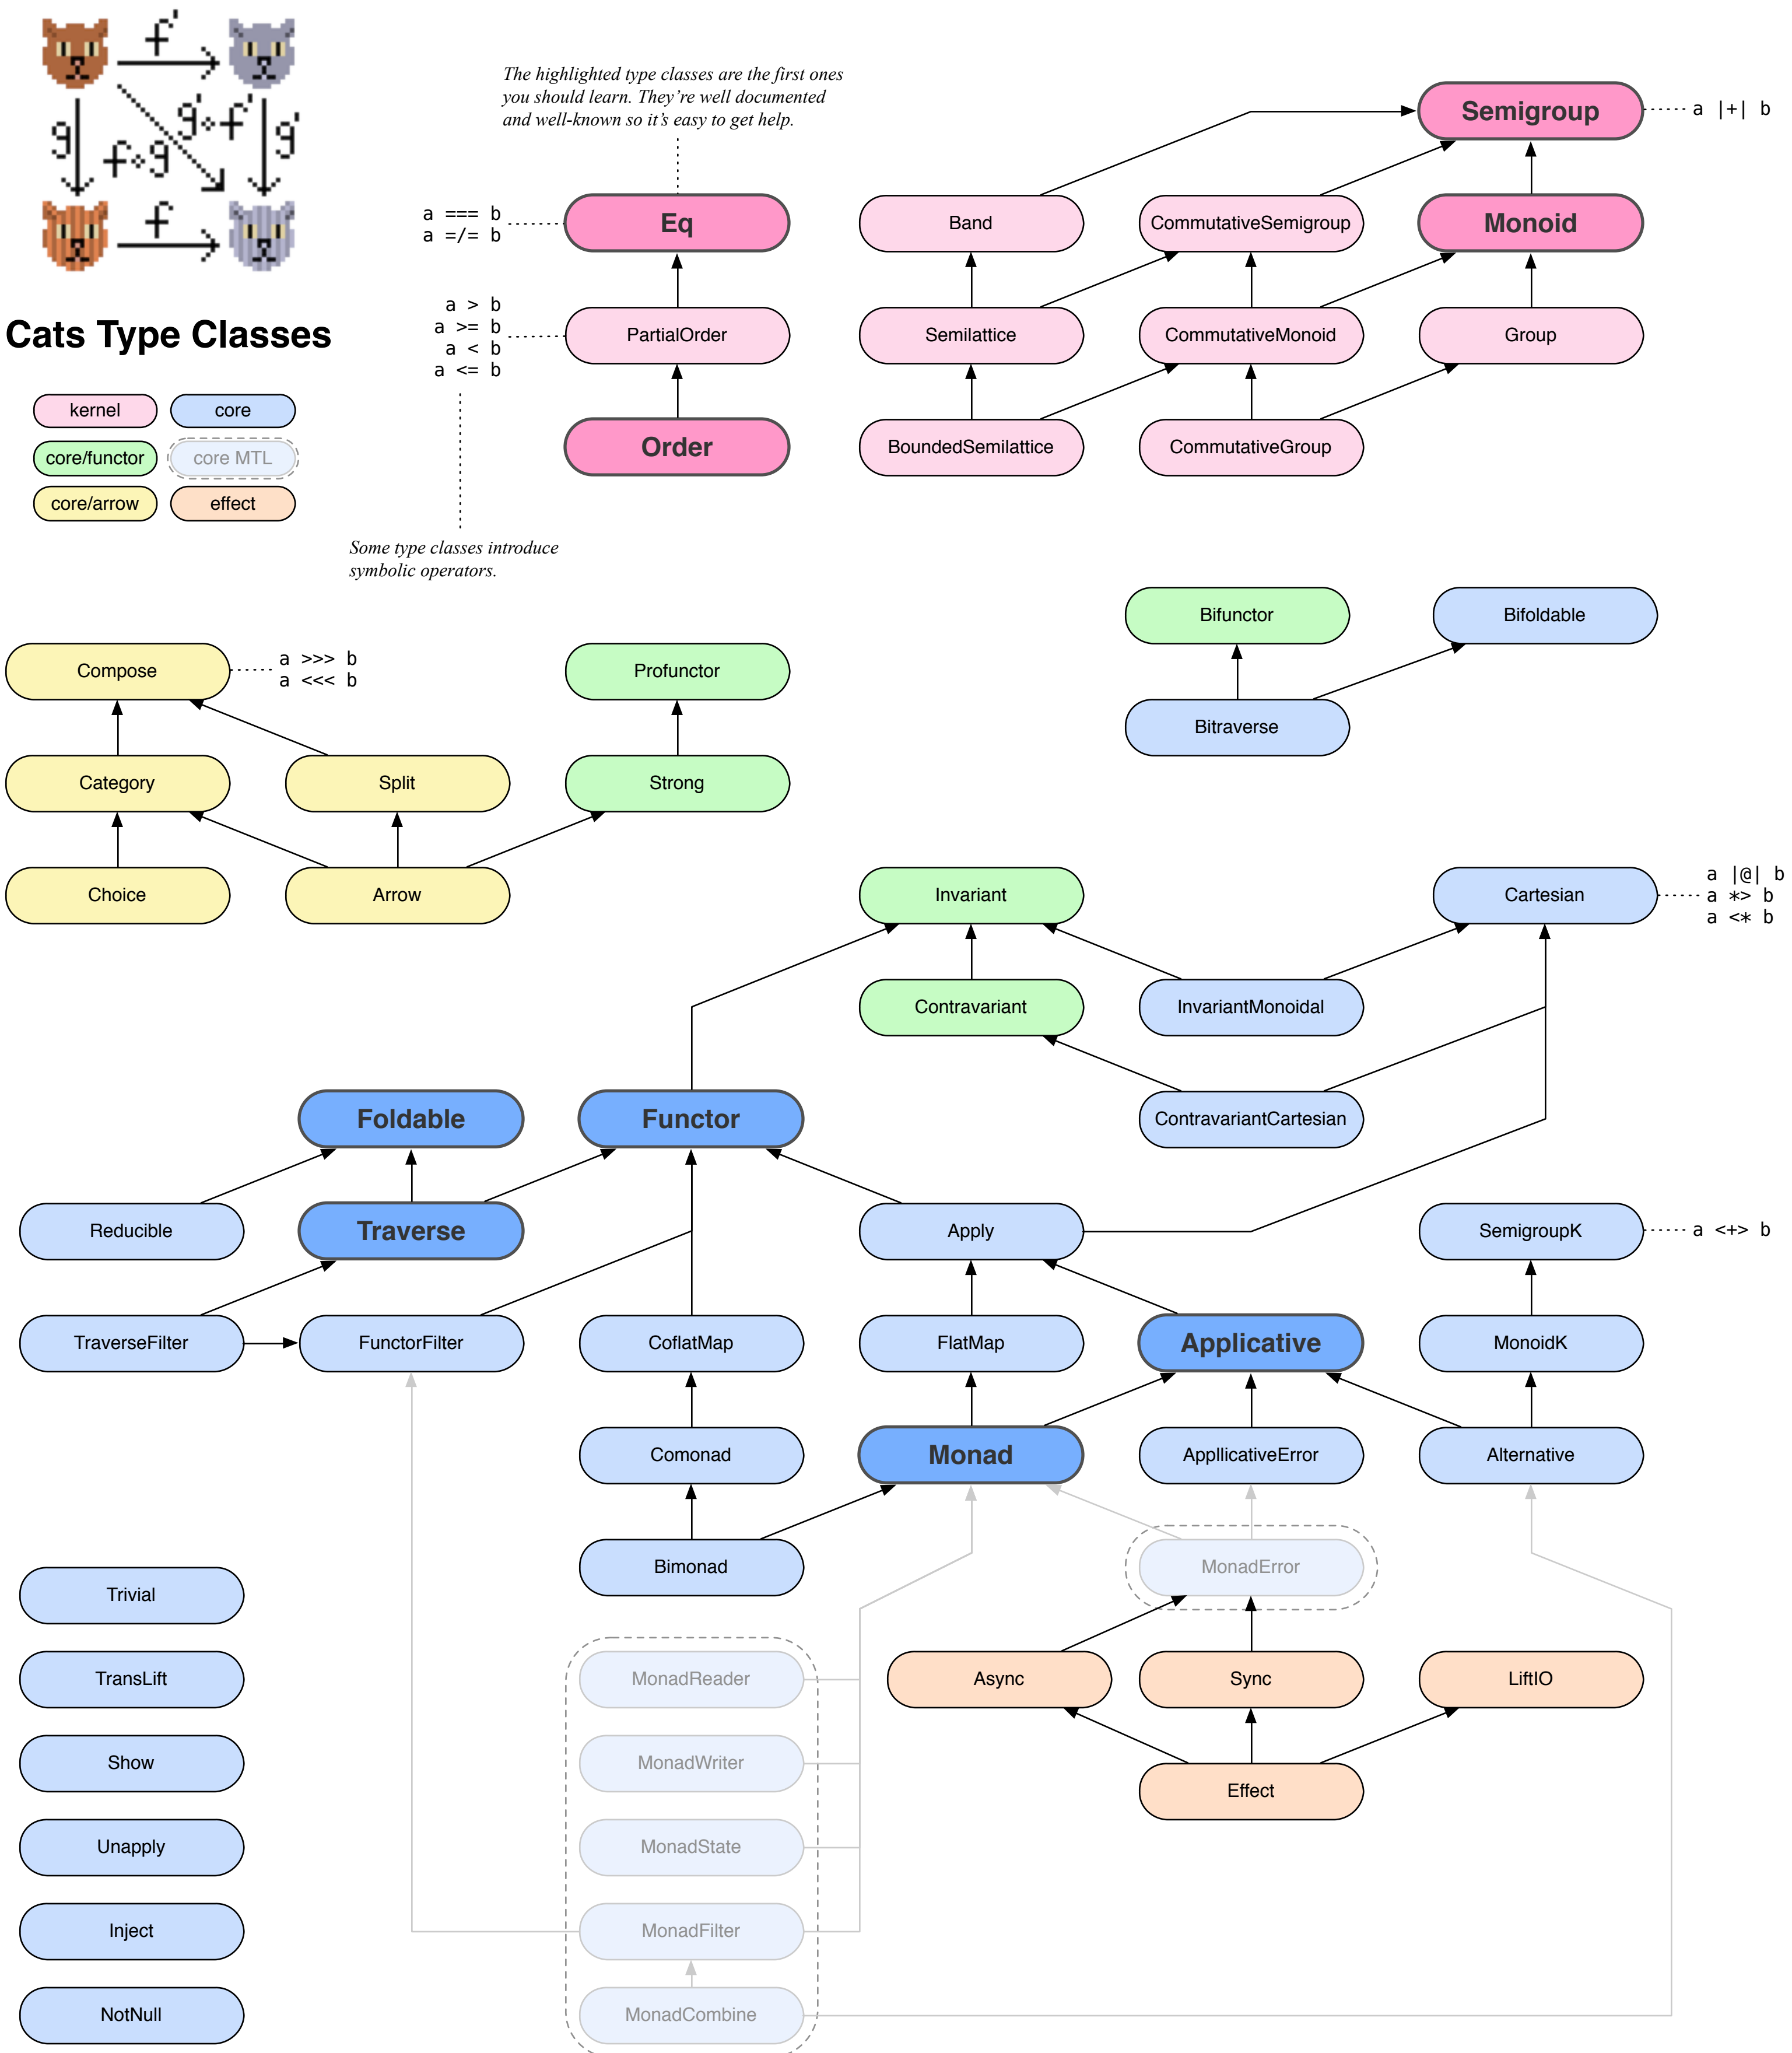 f'
g
g'∘f'
g'
f∘g
f
Cats Type Classes
kernel
core
core/functor
core MTL
core/arrow
effect
The highlighted type classes are the first ones
you should learn. They're well documented
and well-known so it's easy to get help.
a === b
a =/= b
Eq
a > b
a >= b
a < b
a <= b
PartialOrder
Order
Some type classes introduce
symbolic operators.
Semigroup
a |+| b
Band
CommutativeSemigroup
Monoid
Semilattice
CommutativeMonoid
Group
BoundedSemilattice
CommutativeGroup
Bifunctor
Bifoldable
Bitraverse
Compose
a >>> b
a <<< b
Profunctor
Category
Split
Strong
Choice
Arrow
Invariant
Cartesian
a |@| b
a *> b
a <* b
Contravariant
InvariantMonoidal
ContravariantCartesian
Foldable
Functor
Reducible
Traverse
Apply
SemigroupK
a <+> b
TraverseFilter
FunctorFilter
CoflatMap
FlatMap
Applicative
MonoidK
Comonad
Monad
AppllicativeError
Alternative
Bimonad
MonadError
Trivial
TransLift
Show
Unapply
Inject
NotNull
MonadReader
MonadWriter
MonadState
MonadFilter
MonadCombine
Async
Sync
LiftIO
Effect